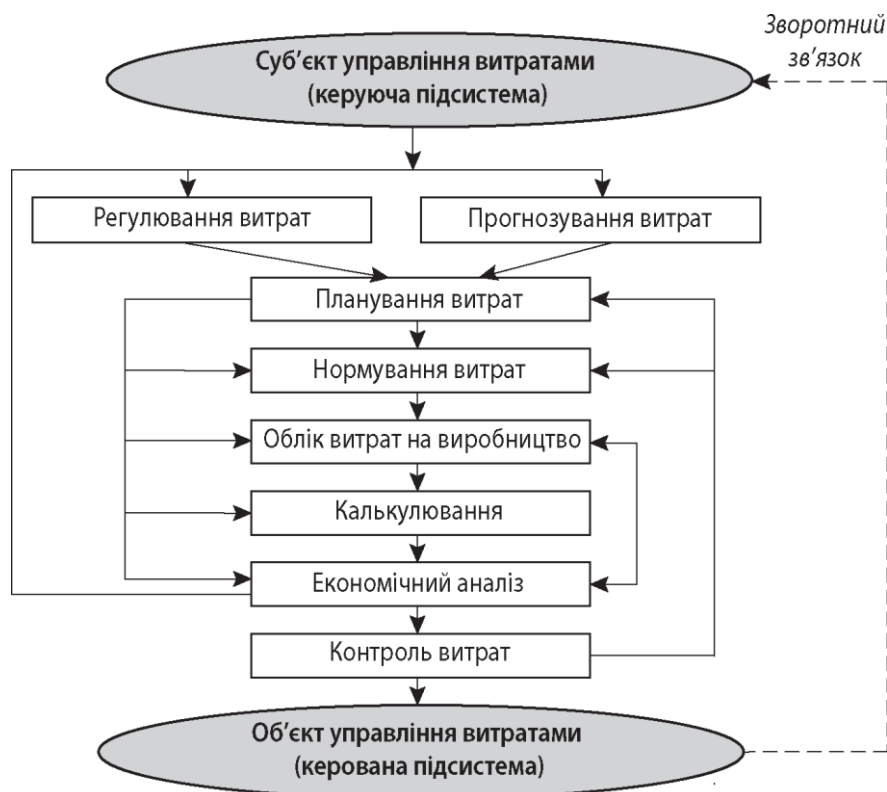 Зворотний
зв’язок
Суб’єкт управління витратами
(керуюча підсистема)
Регулювання витрат
Прогнозування витрат
Планування витрат
Нормування витрат
Облік витрат на виробництво
Калькулювання
Економічний аналіз
Контроль витрат
Об’єкт управління витратами
(керована підсистема)